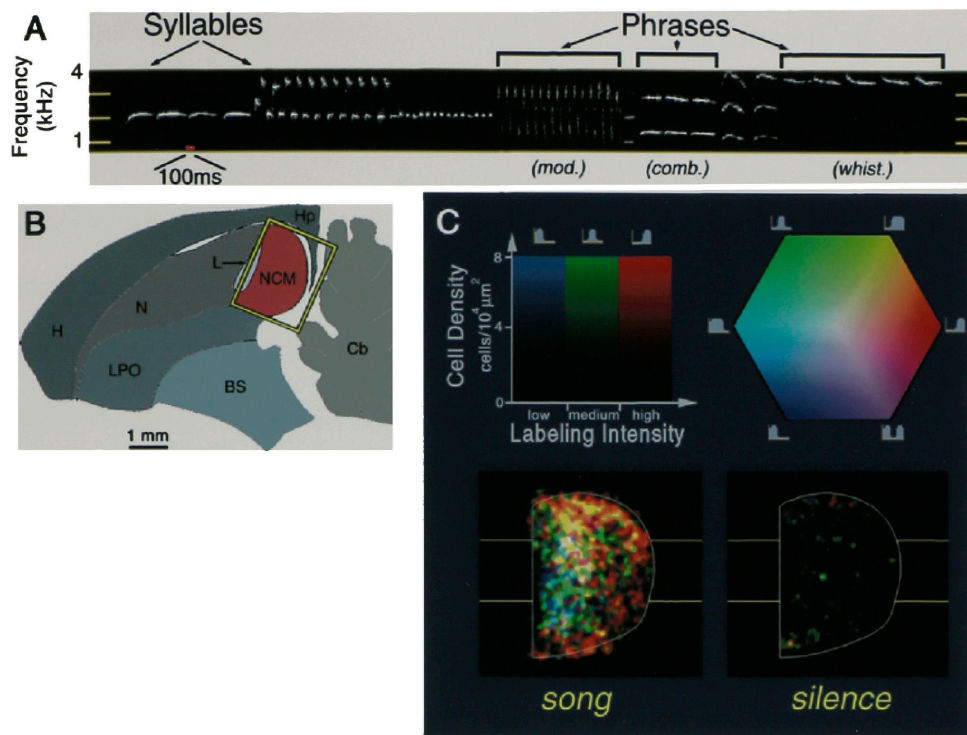 A
Syllables
Phrases
Frequency
(kHz)
4
1
100ms
(mod.)
(comb.)
(whist.)
B
Hp
L
NCM
N
H
LPO
BS
Cb
1 mm
C
Cell Density
cells/10⁴μm²
8
4
0
low medium high
Labeling Intensity
song
silence